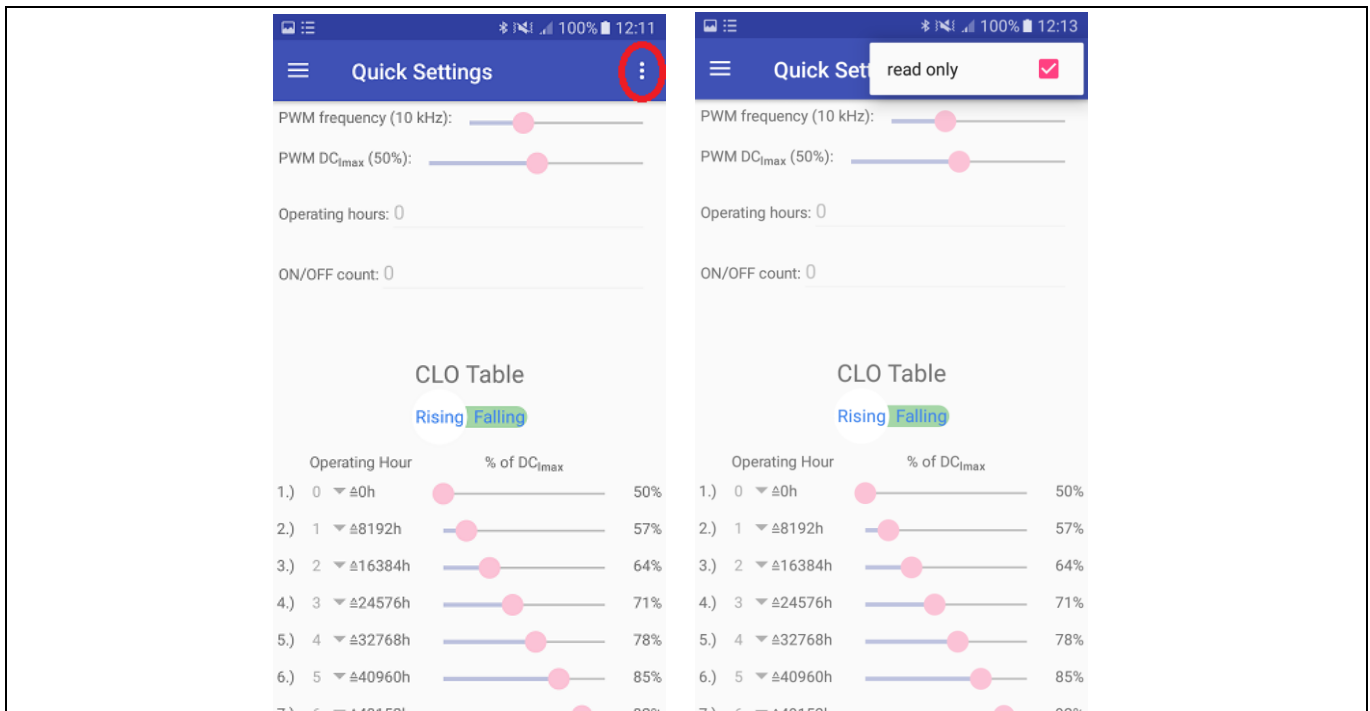 100% 12:11
Quick Settings
PWM frequency (10 kHz):
PWM DCImax (50%):
Operating hours: 0
ON/OFF count: 0
CLO Table
Rising Falling
Operating Hour % of DCImax
1.) 0 ≙0h 50%
2.) 1 ≙8192h 57%
3.) 2 ≙16384h 64%
4.) 3 ≙24576h 71%
5.) 4 ≙32768h 78%
6.) 5 ≙40960h 85%
100% 12:13
Quick Sett
read only
PWM frequency (10 kHz):
PWM DCImax (50%):
Operating hours: 0
ON/OFF count: 0
CLO Table
Rising Falling
Operating Hour % of DCImax
1.) 0 ≙0h 50%
2.) 1 ≙8192h 57%
3.) 2 ≙16384h 64%
4.) 3 ≙24576h 71%
5.) 4 ≙32768h 78%
6.) 5 ≙40960h 85%